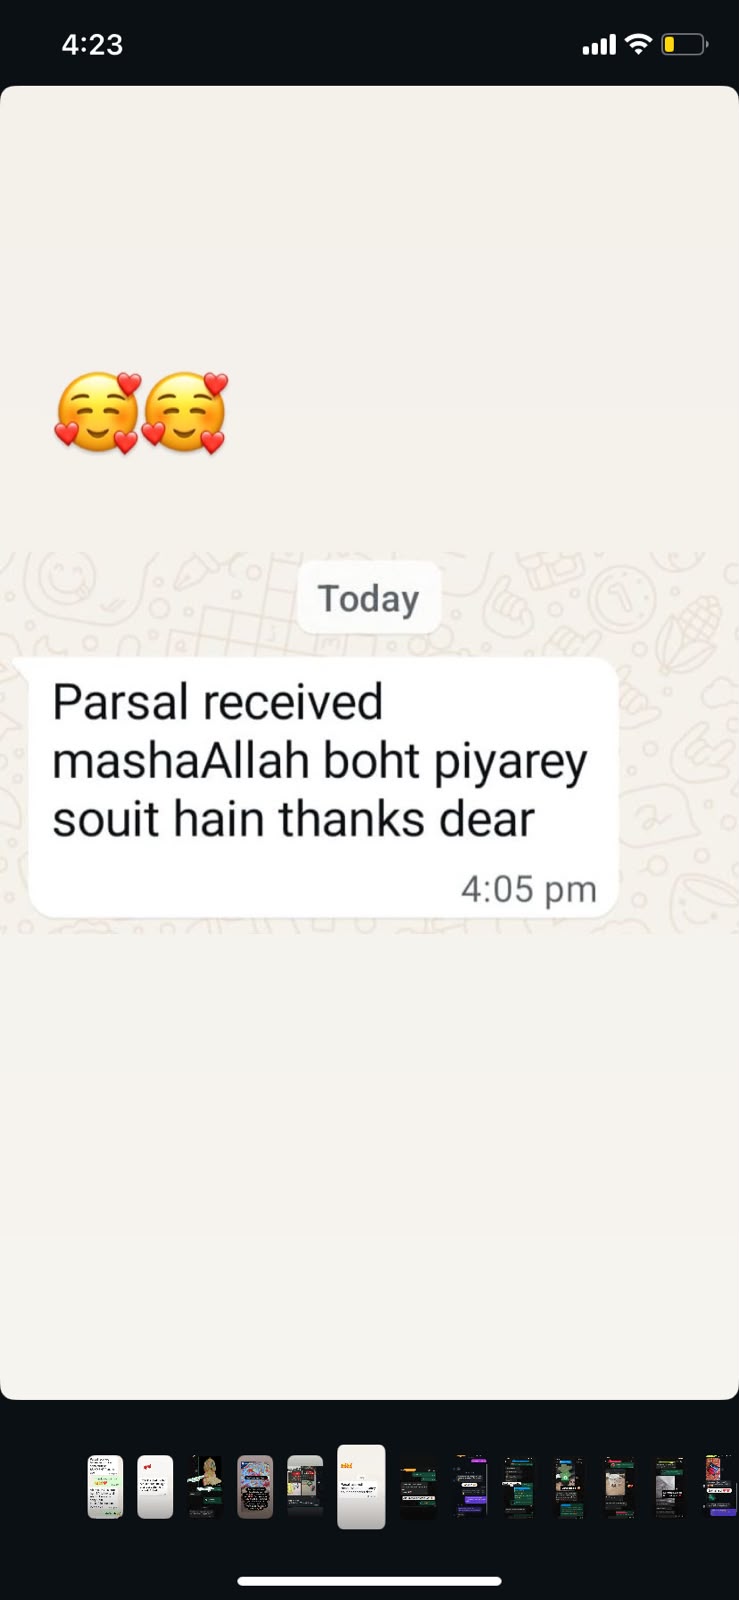 4:23
🥰🥰
Today
Parsal received
mashaAllah boht piyarey
souit hain thanks dear
4:05 pm